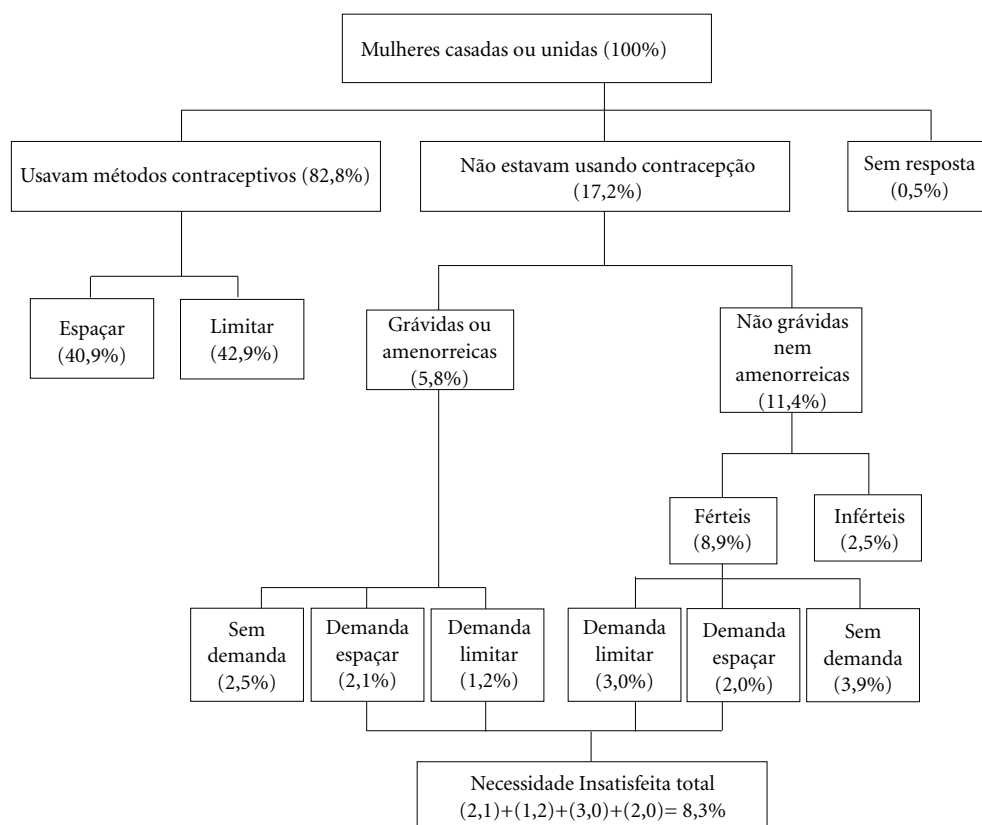 Mulheres casadas ou unidas (100%)
Usavam métodos contraceptivos (82,8%)
Não estavam usando contracepção
(17,2%)
Sem resposta
(0,5%)
Espaçar
(40,9%)
Limitar
(42,9%)
Grávidas ou
amenorreicas
(5,8%)
Não grávidas
nem
amenorreicas
(11,4%)
Férteis
(8,9%)
Inférteis
(2,5%)
Sem
demanda
(2,5%)
Demanda
espaçar
(2,1%)
Demanda
limitar
(1,2%)
Demanda
limitar
(3,0%)
Demanda
espaçar
(2,0%)
Sem
demanda
(3,9%)
Necessidade Insatisfeita total
(2,1)+(1,2)+(3,0)+(2,0)= 8,3%